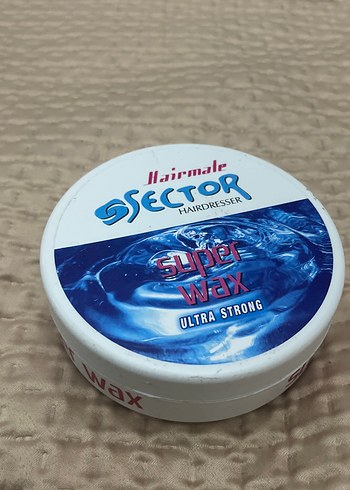 Hairmale
SECTOR
HAIRDRESSER
super
wax
ULTRA STRONG
wax